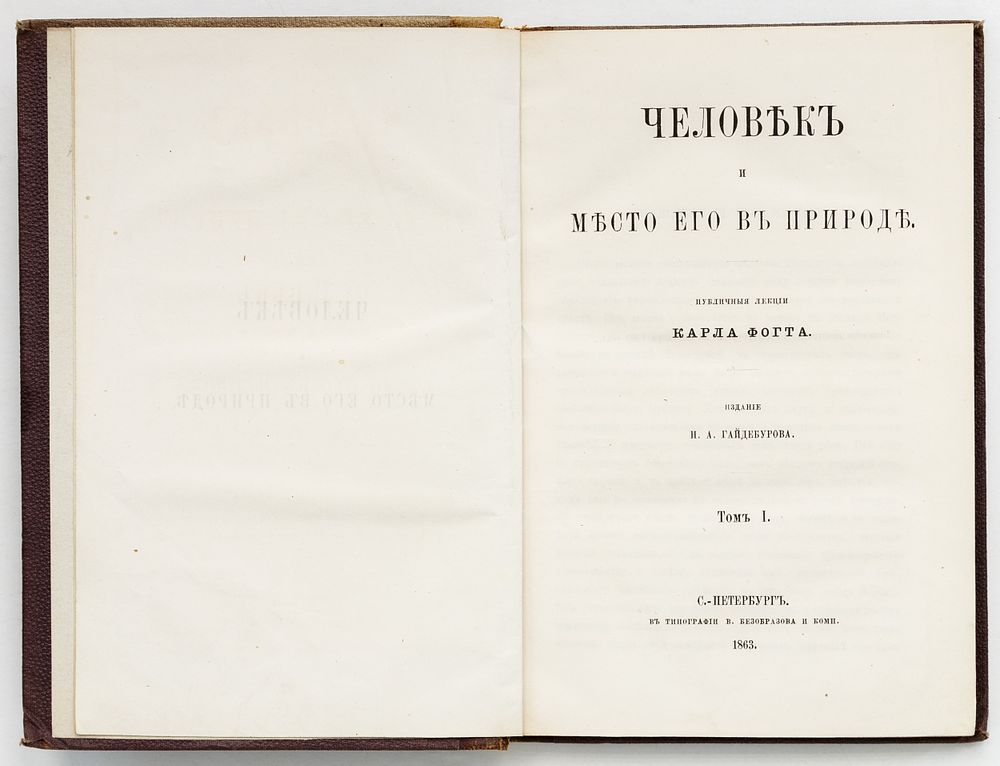 ЧЕЛОВѢКЪ
И
МѢСТО ЕГО ВЪ ПРИРОДѢ.
ПУБЛИЧНЫЯ ЛЕКЦІИ
КАРЛА ФОГТА.
ИЗДАНІЕ
П. А. ГАЙДЕБУРОВА.
Томъ I.
С.-ПЕТЕРБУРГЪ.
ВЪ ТИПОГРАФІИ В. БЕЗОБРАЗОВА И КОМП.
1863.